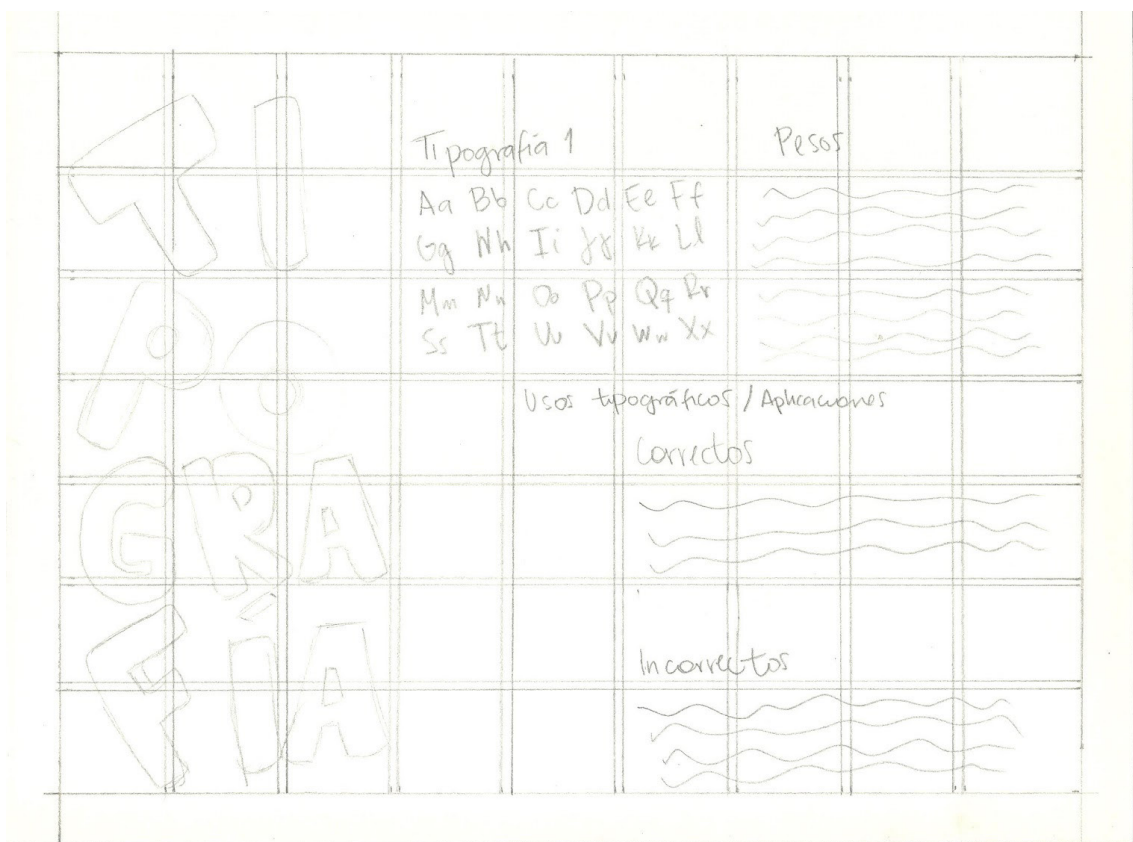 TI
PO
GRA
FÍA
Tipografía 1
Aa Bb Cc Dd Ee Ff
Gg Hh Ii Jj Kk Ll
Mm Nn Oo Pp Qq Rr
Ss Tt Uu Vv Ww Xx
Pesos
Usos tipográficos / Aplicaciones
Correctos
Incorrectos